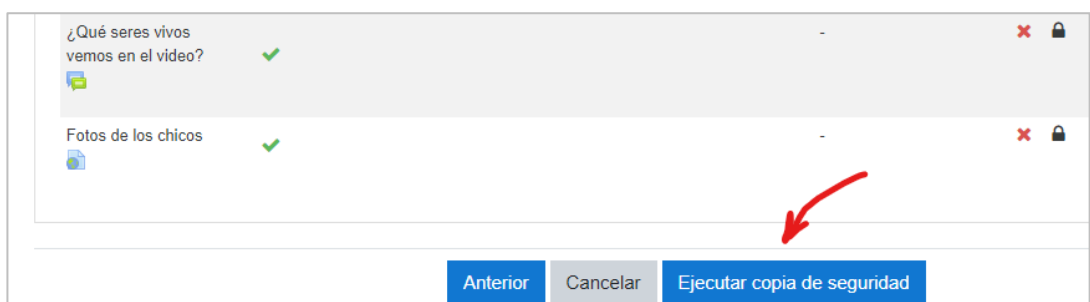 ¿Qué seres vivos
vemos en el video?
-
Fotos de los chicos
-
Anterior
Cancelar
Ejecutar copia de seguridad